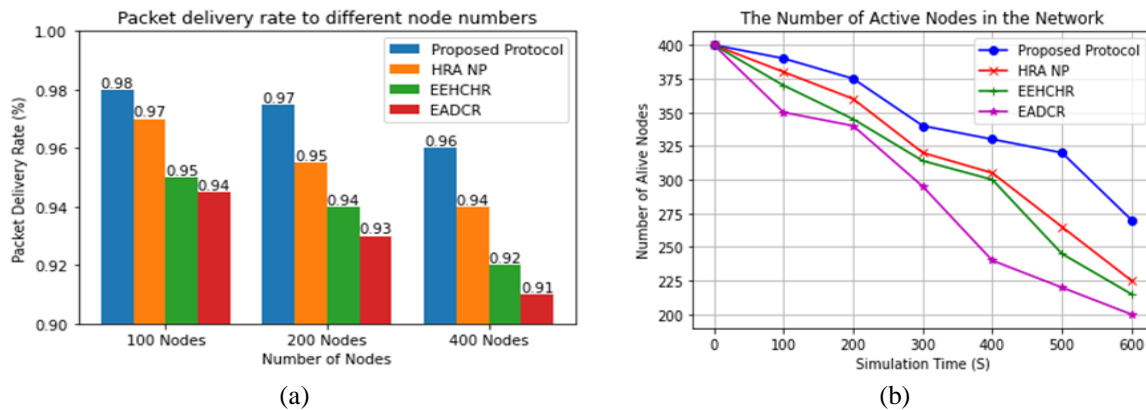 Packet delivery rate to different node numbers
1.00
0.98
0.96
0.94
0.92
0.90
Packet Delivery Rate (%)
Proposed Protocol
HRA NP
EEHCHR
EADCR
0.98
0.97
0.95
0.94
0.97
0.95
0.94
0.93
0.96
0.94
0.92
0.91
100 Nodes 200 Nodes 400 Nodes
Number of Nodes
(a)
The Number of Active Nodes in the Network
400
375
350
325
300
275
250
225
200
Number of Alive Nodes
Proposed Protocol
HRA NP
EEHCHR
EADCR
0 100 200 300 400 500 600
Simulation Time (S)
(b)